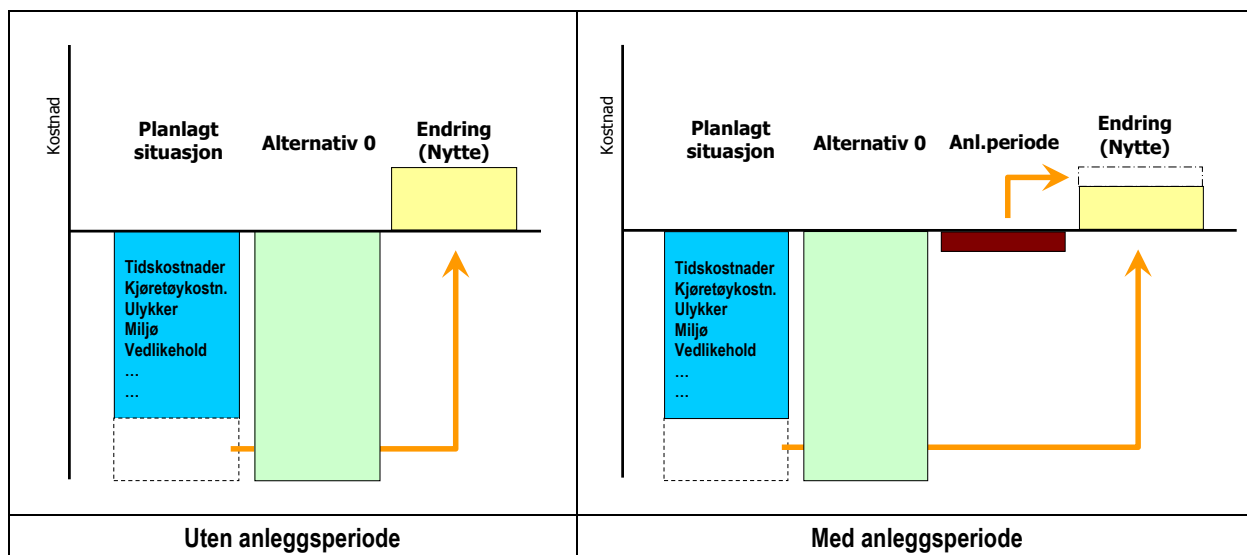 Kostnad
Planlagt
situasjon
Alternativ 0
Endring
(Nytte)
Tidskostnader
Kjøretøykostn.
Ulykker
Miljø
Vedlikehold
…
…
Uten anleggsperiode
Kostnad
Planlagt
situasjon
Alternativ 0
Anl.periode
Endring
(Nytte)
Tidskostnader
Kjøretøykostn.
Ulykker
Miljø
Vedlikehold
…
…
Med anleggsperiode